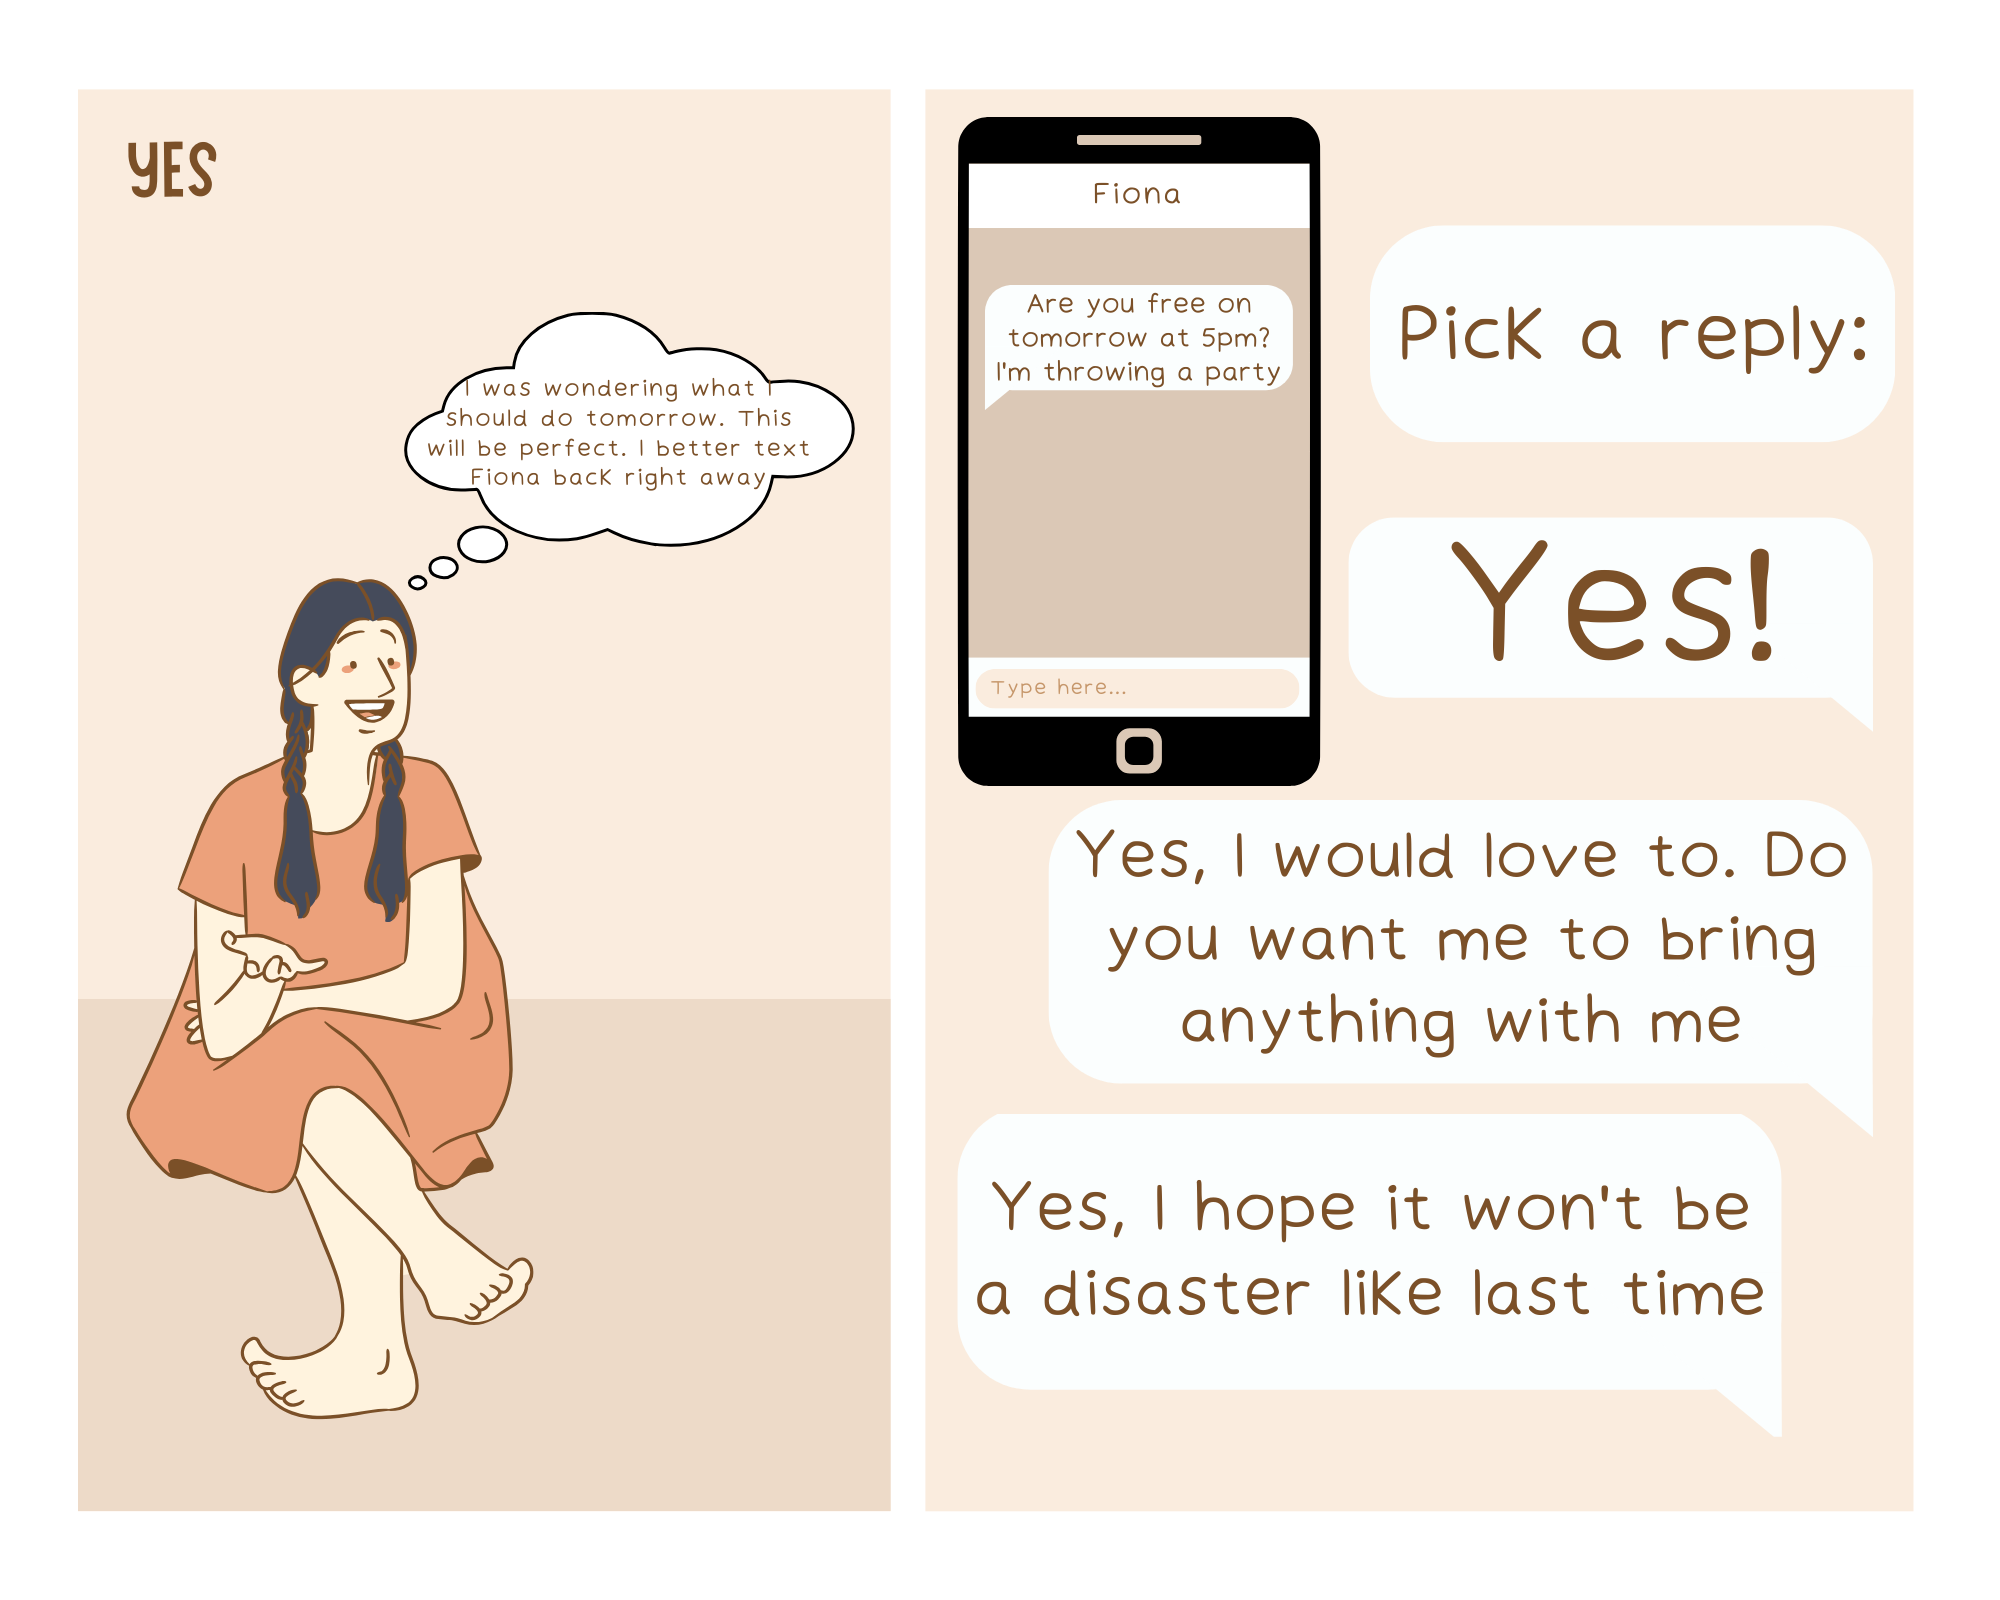 YES
I was wondering what I
should do tomorrow. This
will be perfect. I better text
Fiona back right away
Fiona
Are you free on
tomorrow at 5pm?
I'm throwing a party
Type here...
Pick a reply:
Yes!
Yes, I would love to. Do
you want me to bring
anything with me
Yes, I hope it won't be
a disaster like last time